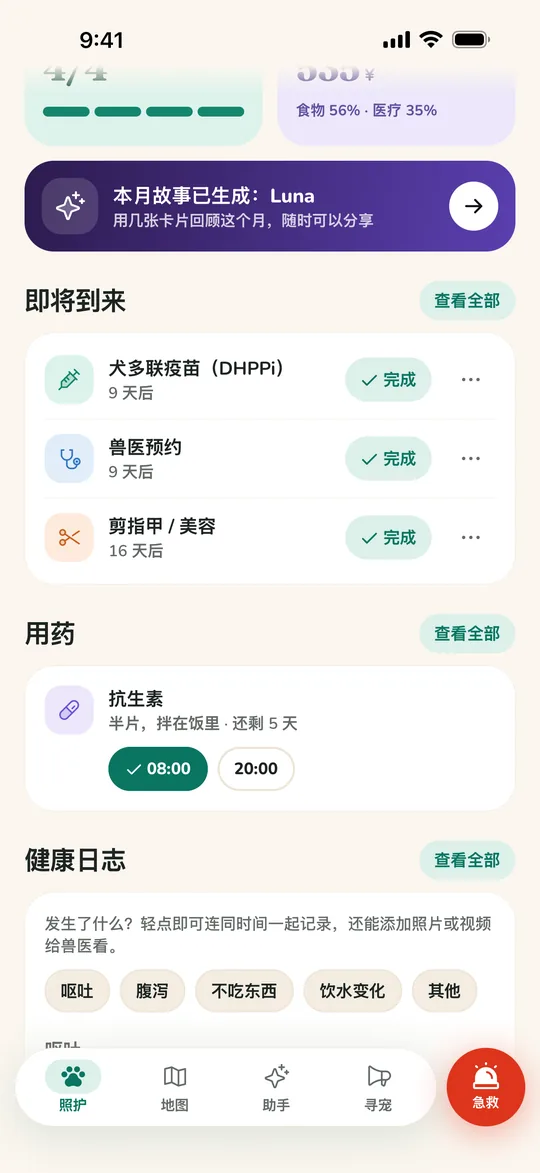 9:41
4/4
535 ¥
食物 56% · 医疗 35%
本月故事已生成：Luna
用几张卡片回顾这个月，随时可以分享
即将到来
查看全部
犬多联疫苗（DHPPi）
9 天后
完成
兽医预约
9 天后
完成
剪指甲 / 美容
16 天后
完成
用药
查看全部
抗生素
半片，拌在饭里 · 还剩 5 天
08:00
20:00
健康日志
查看全部
发生了什么？轻点即可连同时间一起记录，还能添加照片或视频
给兽医看。
呕吐
腹泻
不吃东西
饮水变化
其他
呕吐
照护
地图
助手
寻宠
急救